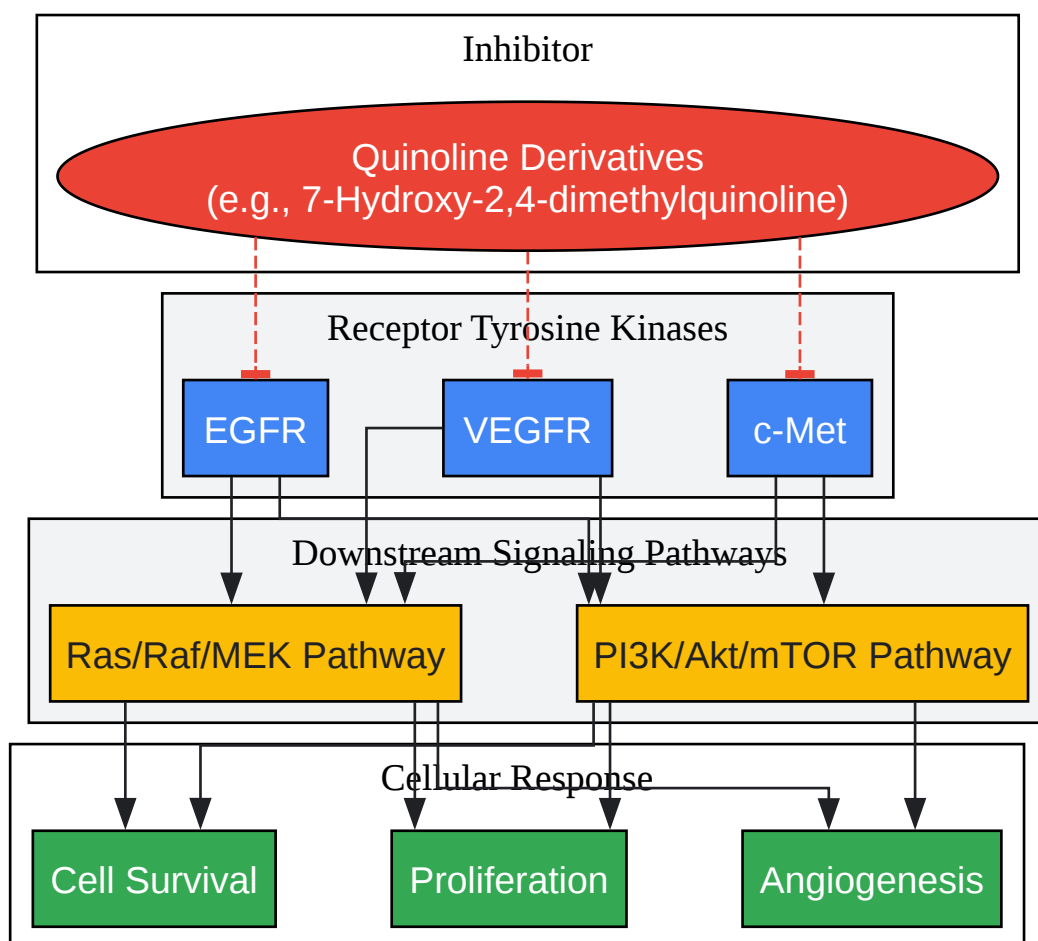 Inhibitor
Quinoline Derivatives
(e.g., 7-Hydroxy-2,4-dimethylquinoline)
Receptor Tyrosine Kinases
EGFR
VEGFR
c-Met
Downstream Signaling Pathways
Ras/Raf/MEK Pathway
PI3K/Akt/mTOR Pathway
Cellular Response
Cell Survival
Proliferation
Angiogenesis